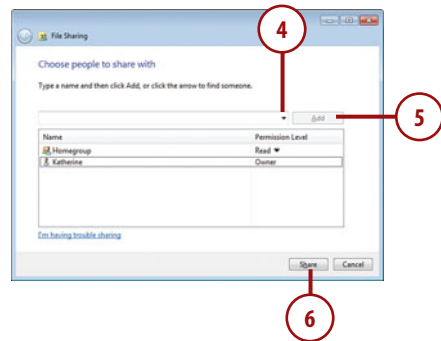 4
File Sharing
Choose people to share with
Type a name and then click Add, or click the arrow to find someone.
Add
5
Name Permission Level
Homegroup Read
Katherine Owner
I'm having trouble sharing
Share Cancel
6